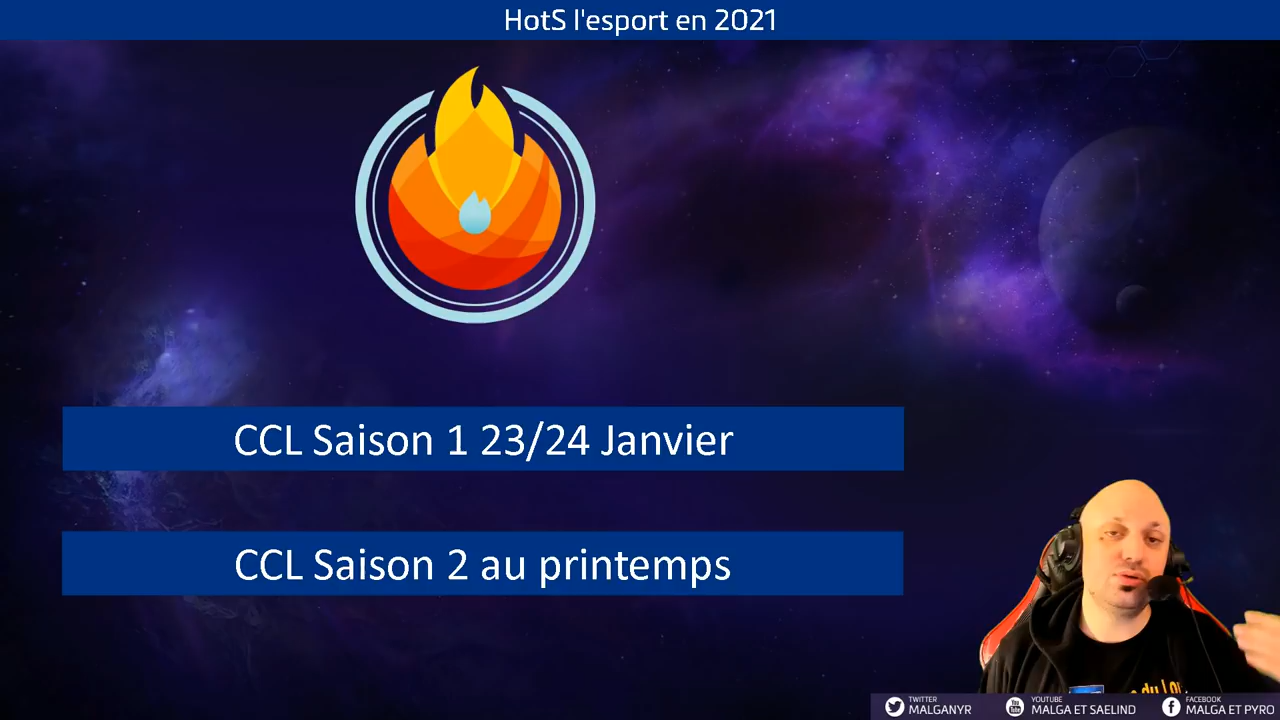 HotS l'esport en 2021
CCL Saison 1 23/24 Janvier
CCL Saison 2 au printemps
TWITTER
MALGANYR
YOUTUBE
MALGA ET SAELIND
FACEBOOK
MALGA ET PYRO